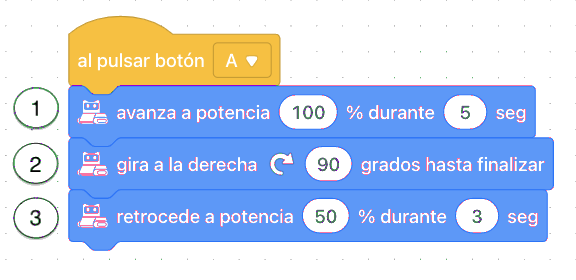 al pulsar botón A
1 avanza a potencia 100 % durante 5 seg
2 gira a la derecha 90 grados hasta finalizar
3 retrocede a potencia 50 % durante 3 seg